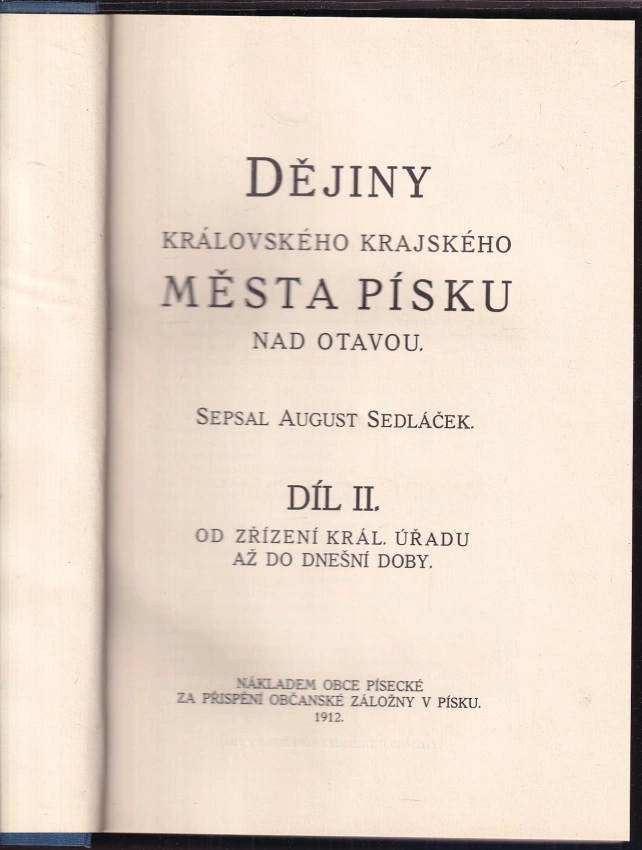 DĚJINY
KRÁLOVSKÉHO KRAJSKÉHO
MĚSTA PÍSKU
NAD OTAVOU.
SEPSAL AUGUST SEDLÁČEK.
DÍL II.
OD ZŘÍZENÍ KRÁL. ÚŘADU
AŽ DO DNEŠNÍ DOBY.
NÁKLADEM OBCE PÍSECKÉ
ZA PŘISPĚNÍ OBČANSKÉ ZÁLOŽNY V PÍSKU.
1912.